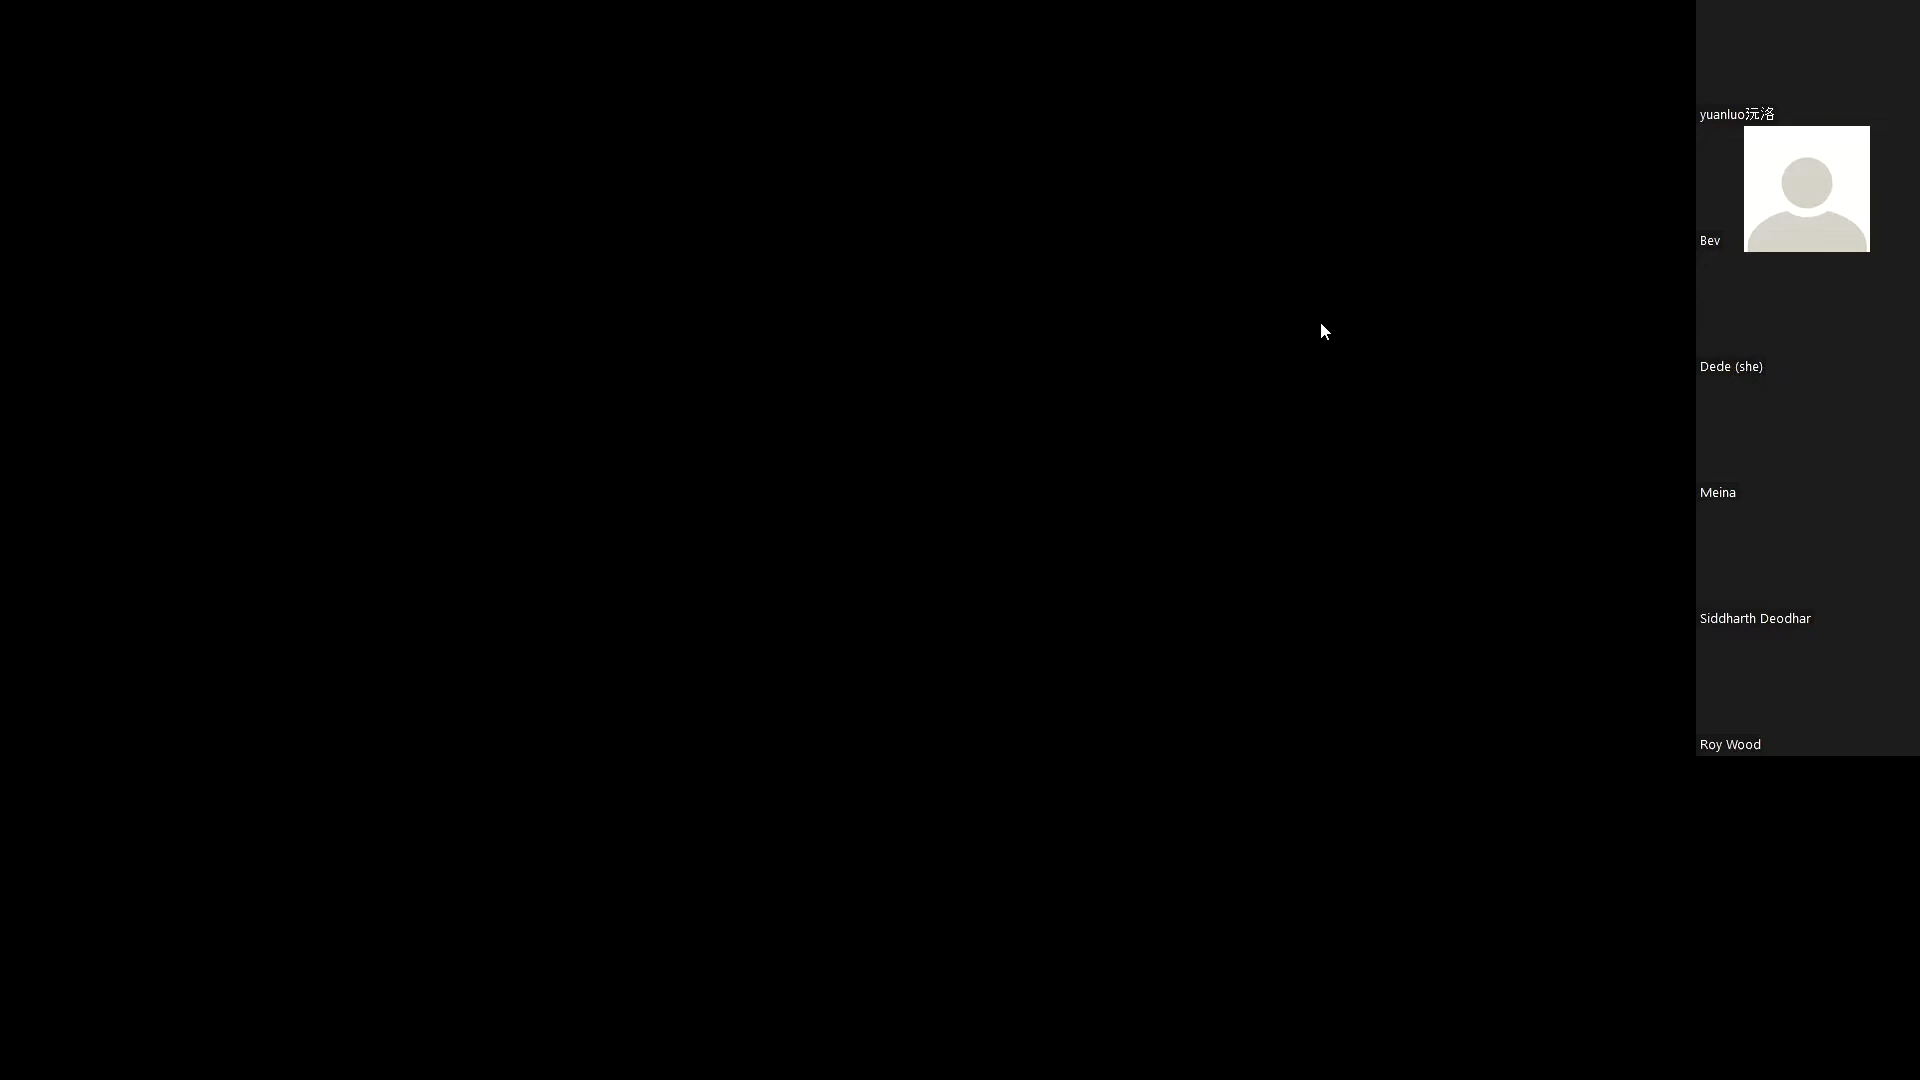 yuanluo沅洛
Bev
Dede (she)
Meina
Siddharth Deodhar
Roy Wood